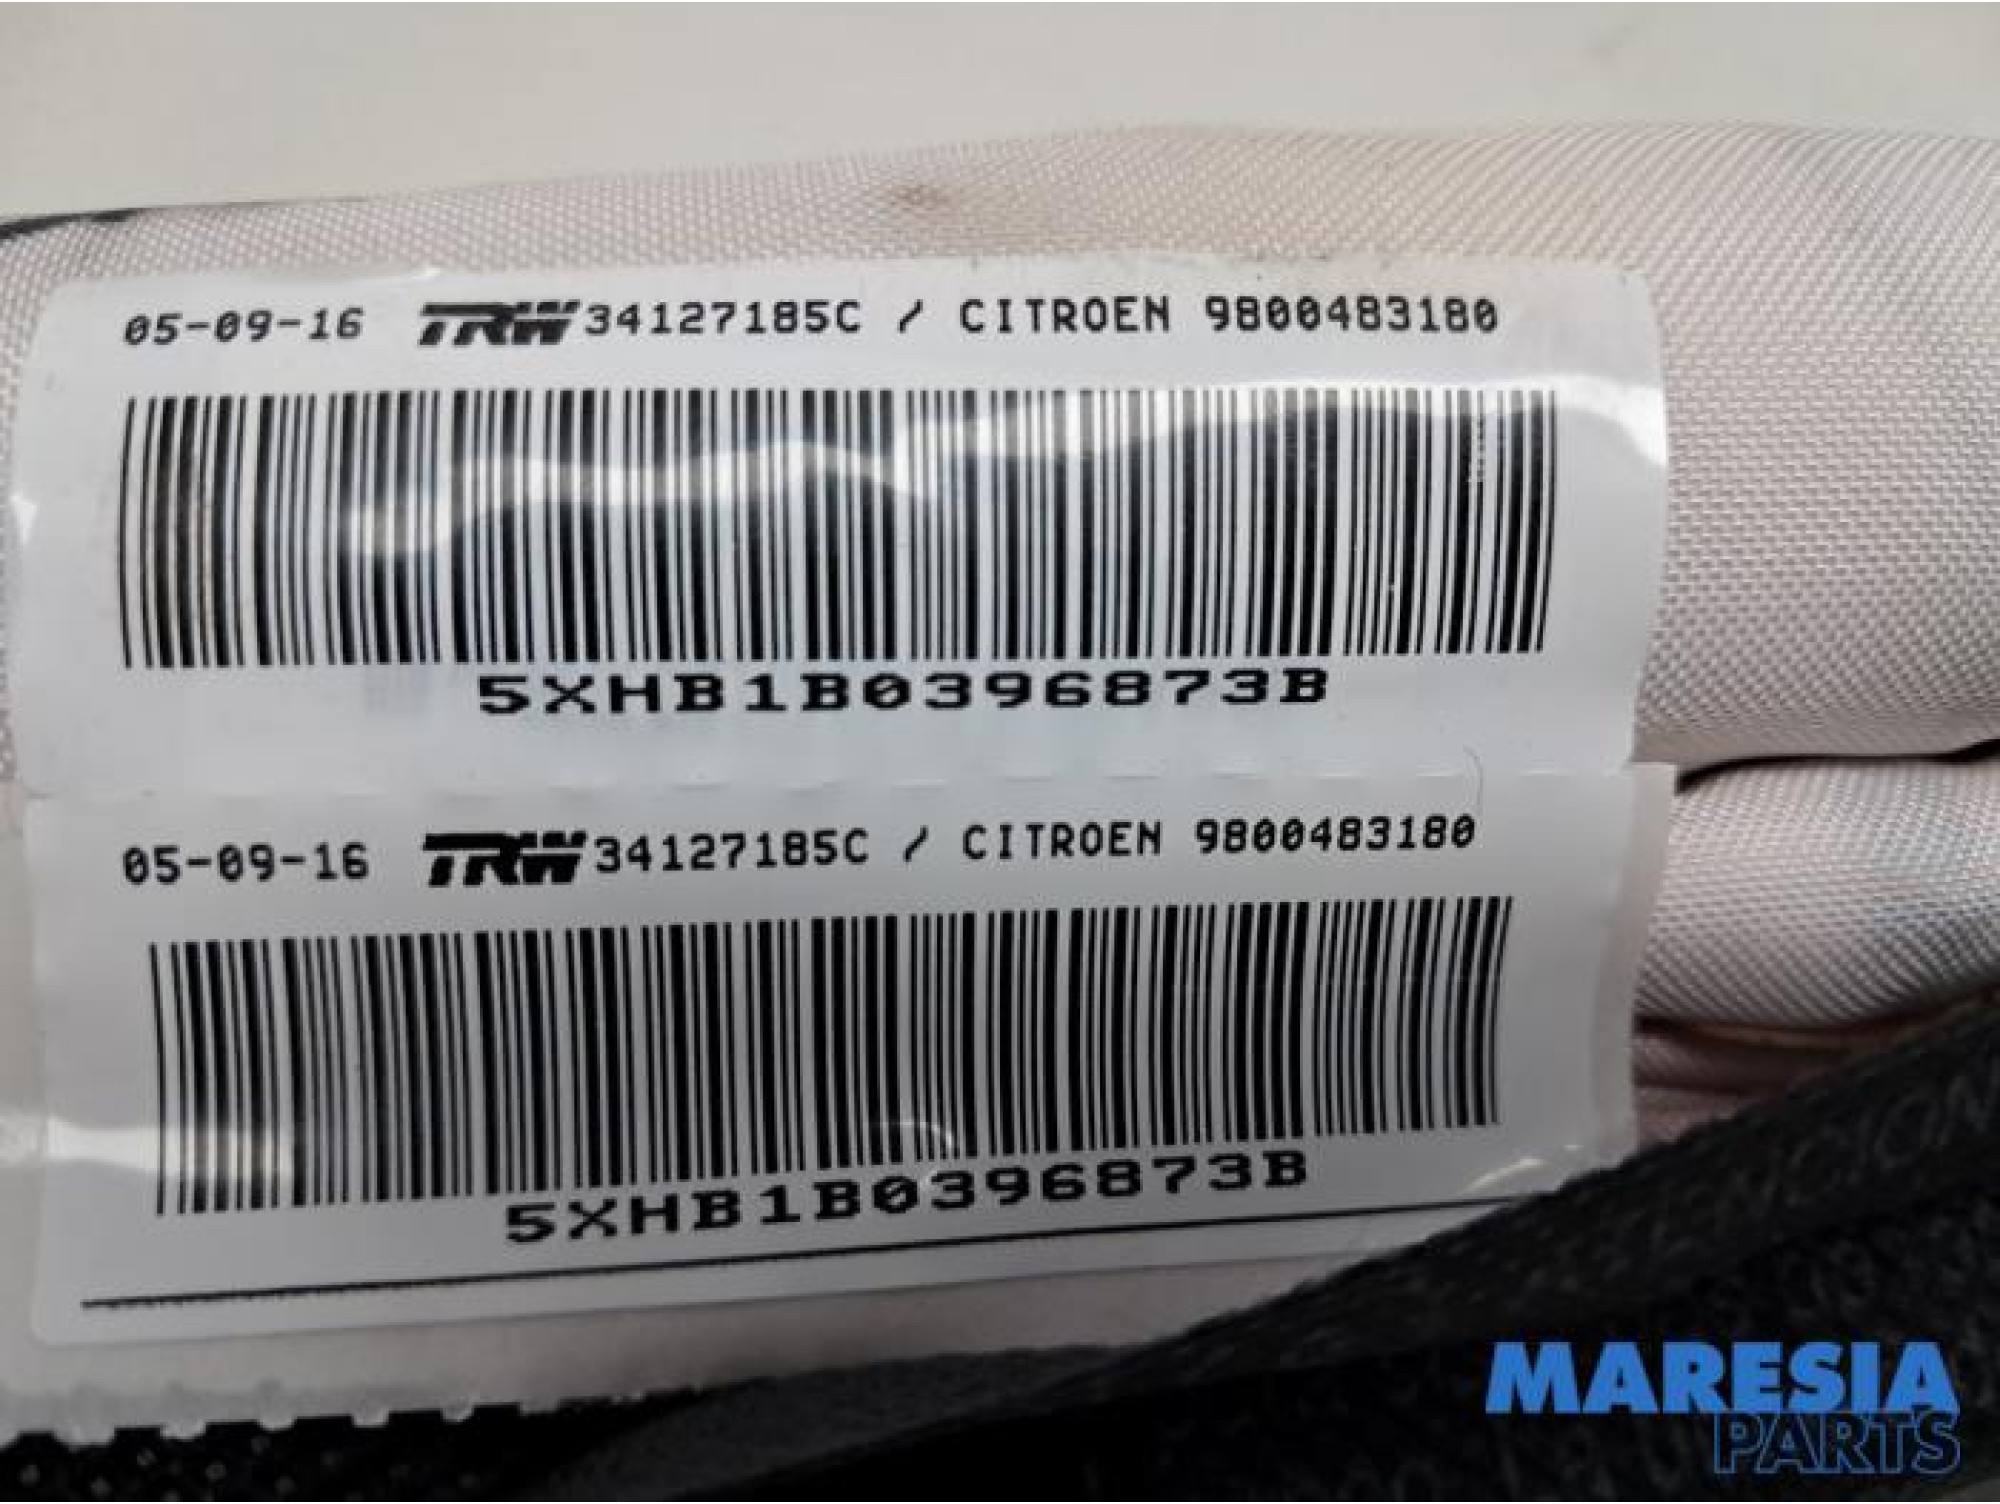 05-09-16 TRW 34127185C / CITROEN 9800483180
5XHB1B0396873B
05-09-16 TRW 34127185C / CITROEN 9800483180
5XHB1B0396873B
MARESIA
PARTS